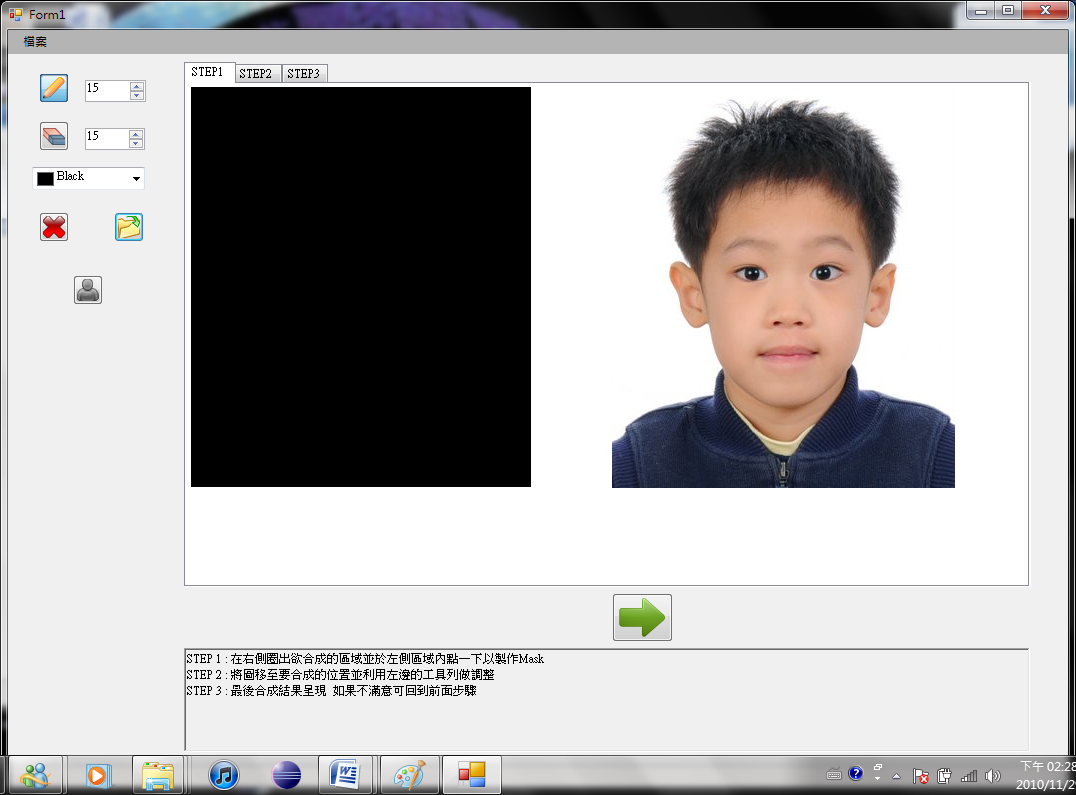 Form1
檔案
15
15
Black
STEP1 STEP2 STEP3
STEP 1 : 在右側圈出欲合成的區域並於左側區域內點一下以製作Mask
STEP 2 : 將圖移至要合成的位置並利用左邊的工具列做調整
STEP 3 : 最後合成結果呈現 如果不滿意可回到前面步驟
下午 02:28